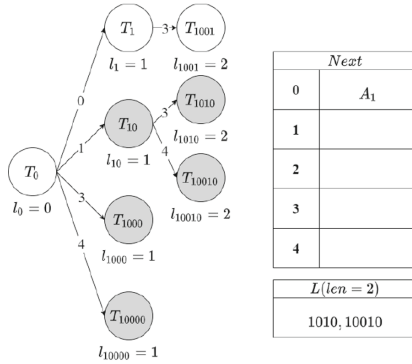 T₁ 3 T₁₀₀₁
l₁ = 1 l₁₀₀₁ = 2
0
T₁₀ 3 T₁₀₁₀
l₁₀ = 1 l₁₀₁₀ = 2
1 4 T₁₀₀₁₀
l₁₀₀₁₀ = 2
T₀
l₀ = 0
3 T₁₀₀₀
l₁₀₀₀ = 1
4 T₁₀₀₀₀
l₁₀₀₀₀ = 1
Next
0 A₁
1
2
3
4
L(len = 2)
1010, 10010